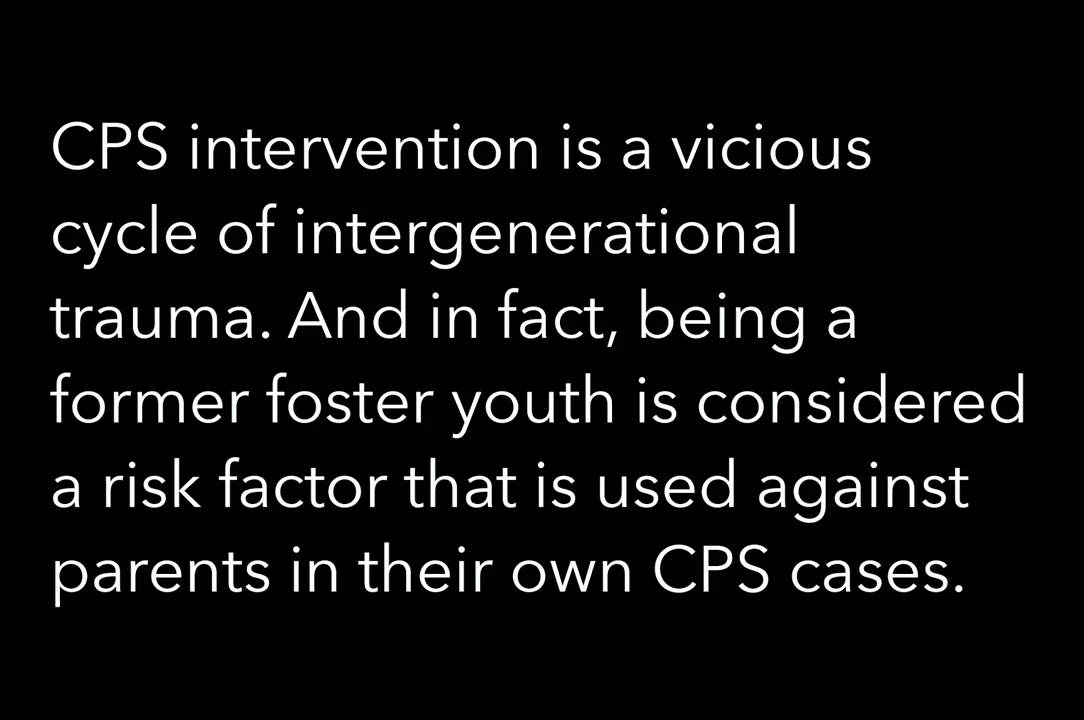 CPS intervention is a vicious
cycle of intergenerational
trauma. And in fact, being a
former foster youth is considered
a risk factor that is used against
parents in their own CPS cases.